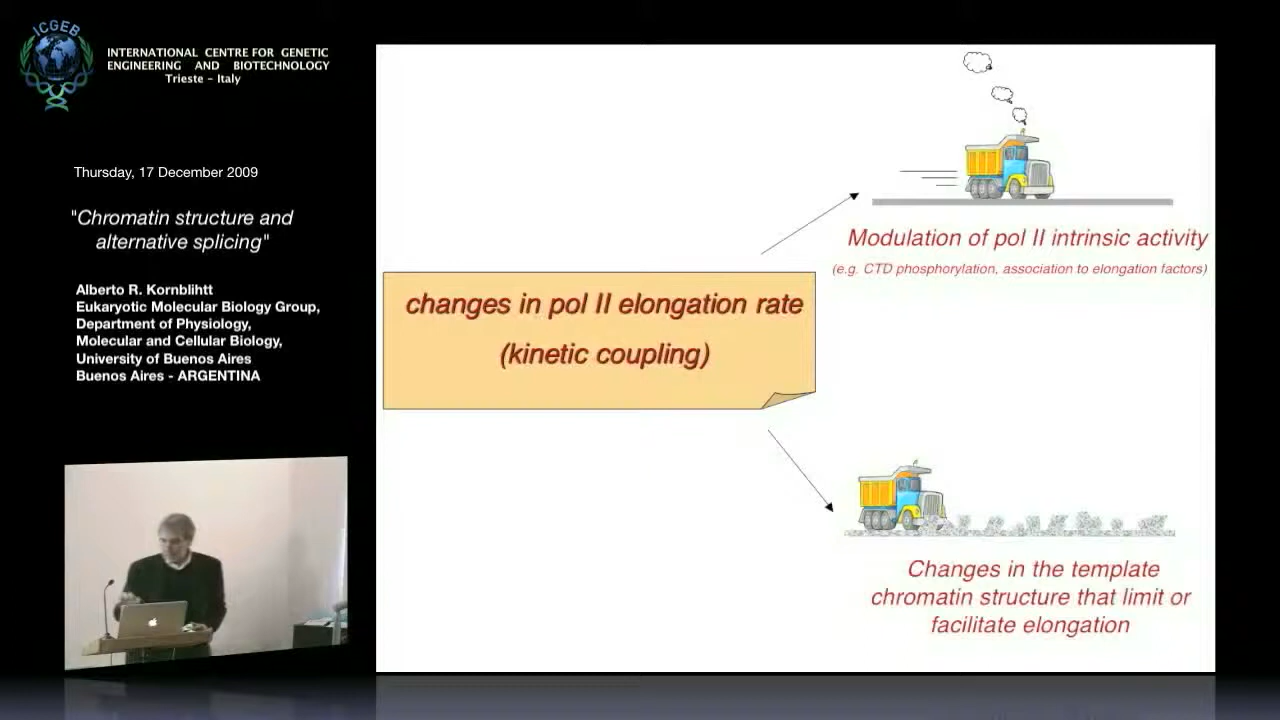 ICGEB
INTERNATIONAL CENTRE FOR GENETIC
ENGINEERING AND BIOTECHNOLOGY
Trieste - Italy
Thursday, 17 December 2009
"Chromatin structure and
alternative splicing"
Alberto R. Kornblihtt
Eukaryotic Molecular Biology Group,
Department of Physiology,
Molecular and Cellular Biology,
University of Buenos Aires
Buenos Aires - ARGENTINA
changes in pol II elongation rate
(kinetic coupling)
Modulation of pol II intrinsic activity
(e.g. CTD phosphorylation, association to elongation factors)
Changes in the template
chromatin structure that limit or
facilitate elongation